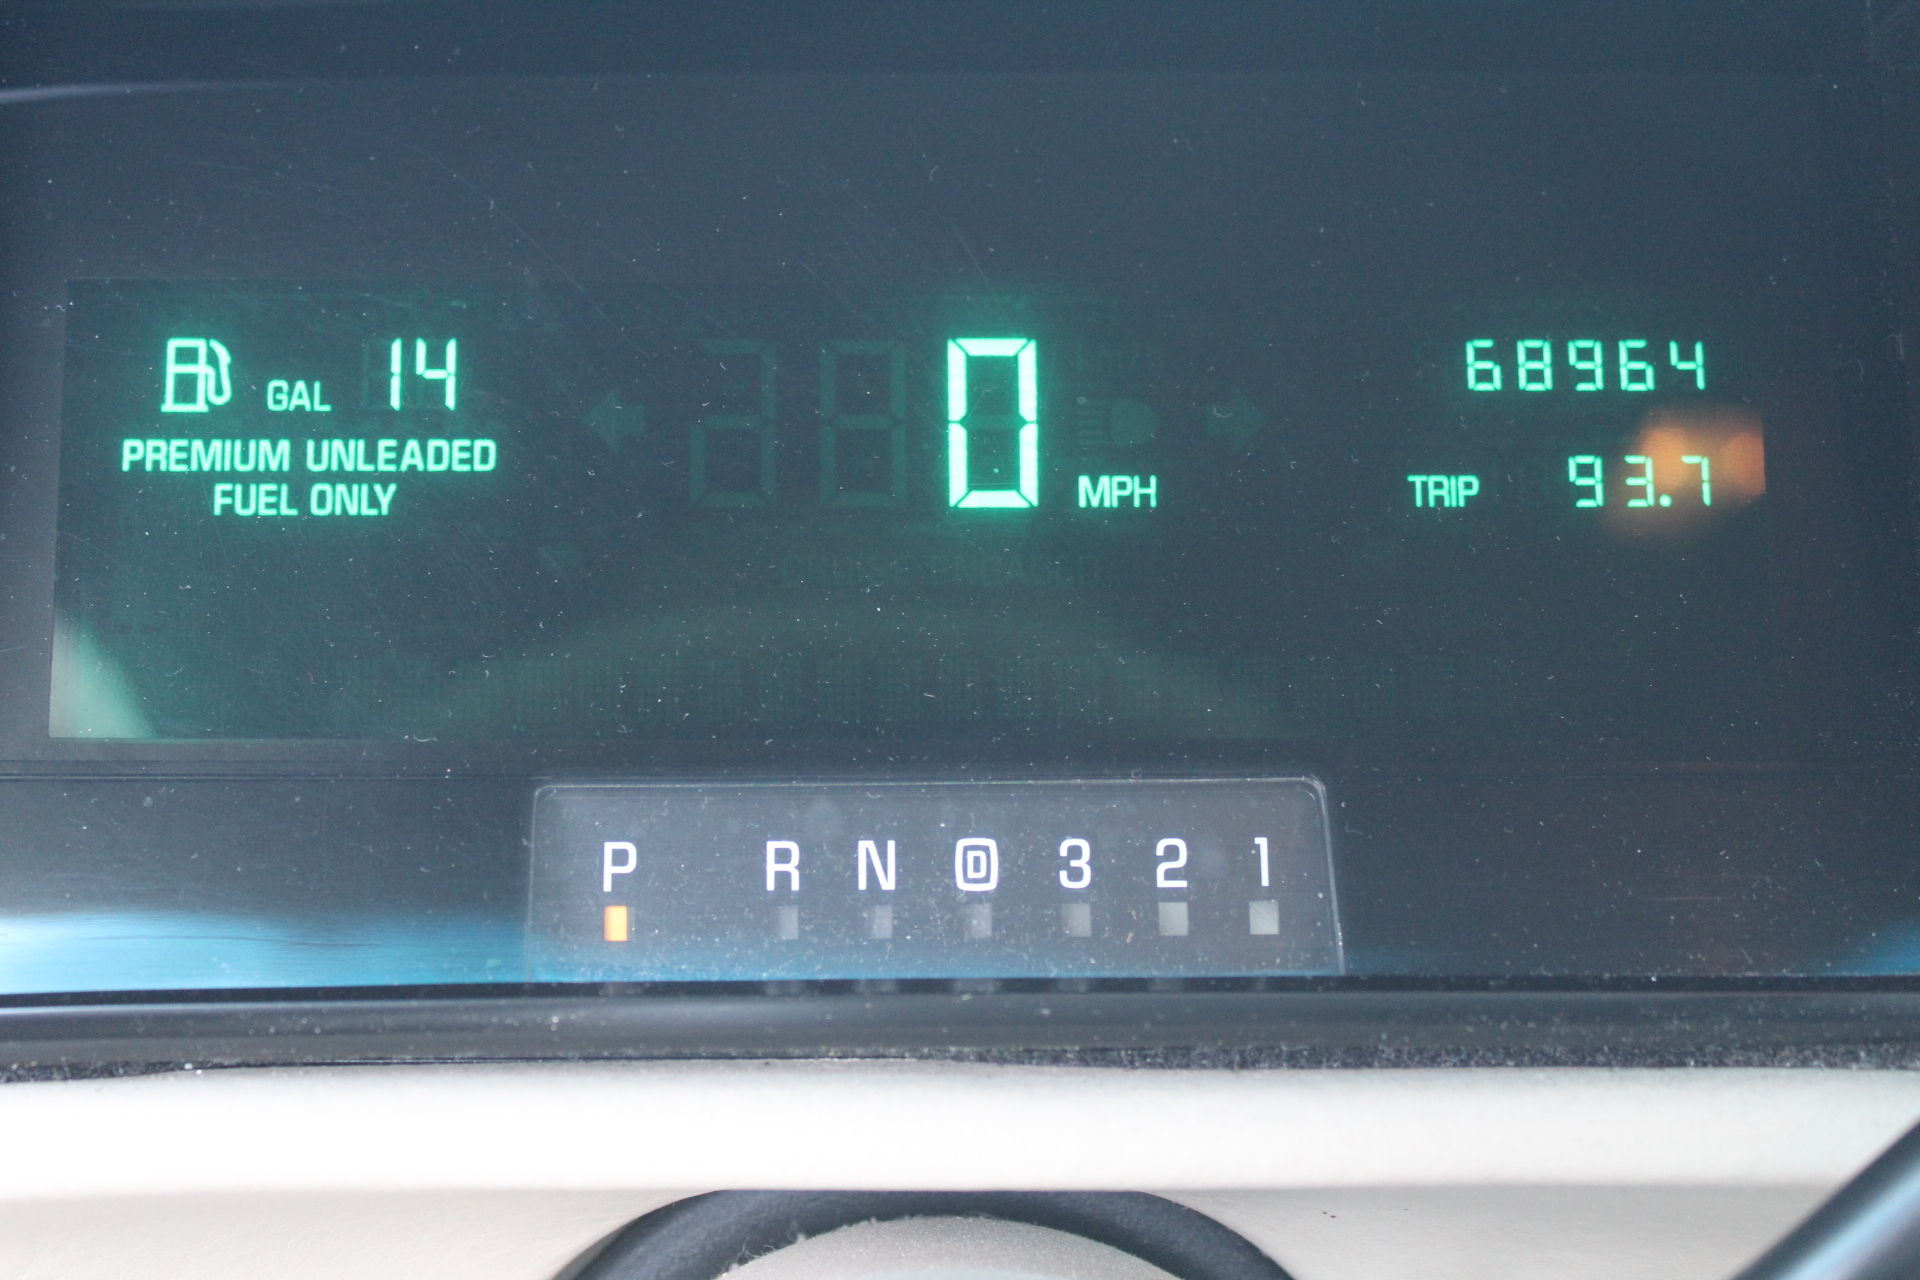 GAL 14
PREMIUM UNLEADED
FUEL ONLY
0 MPH
68964
TRIP 93.7
P R N D 3 2 1